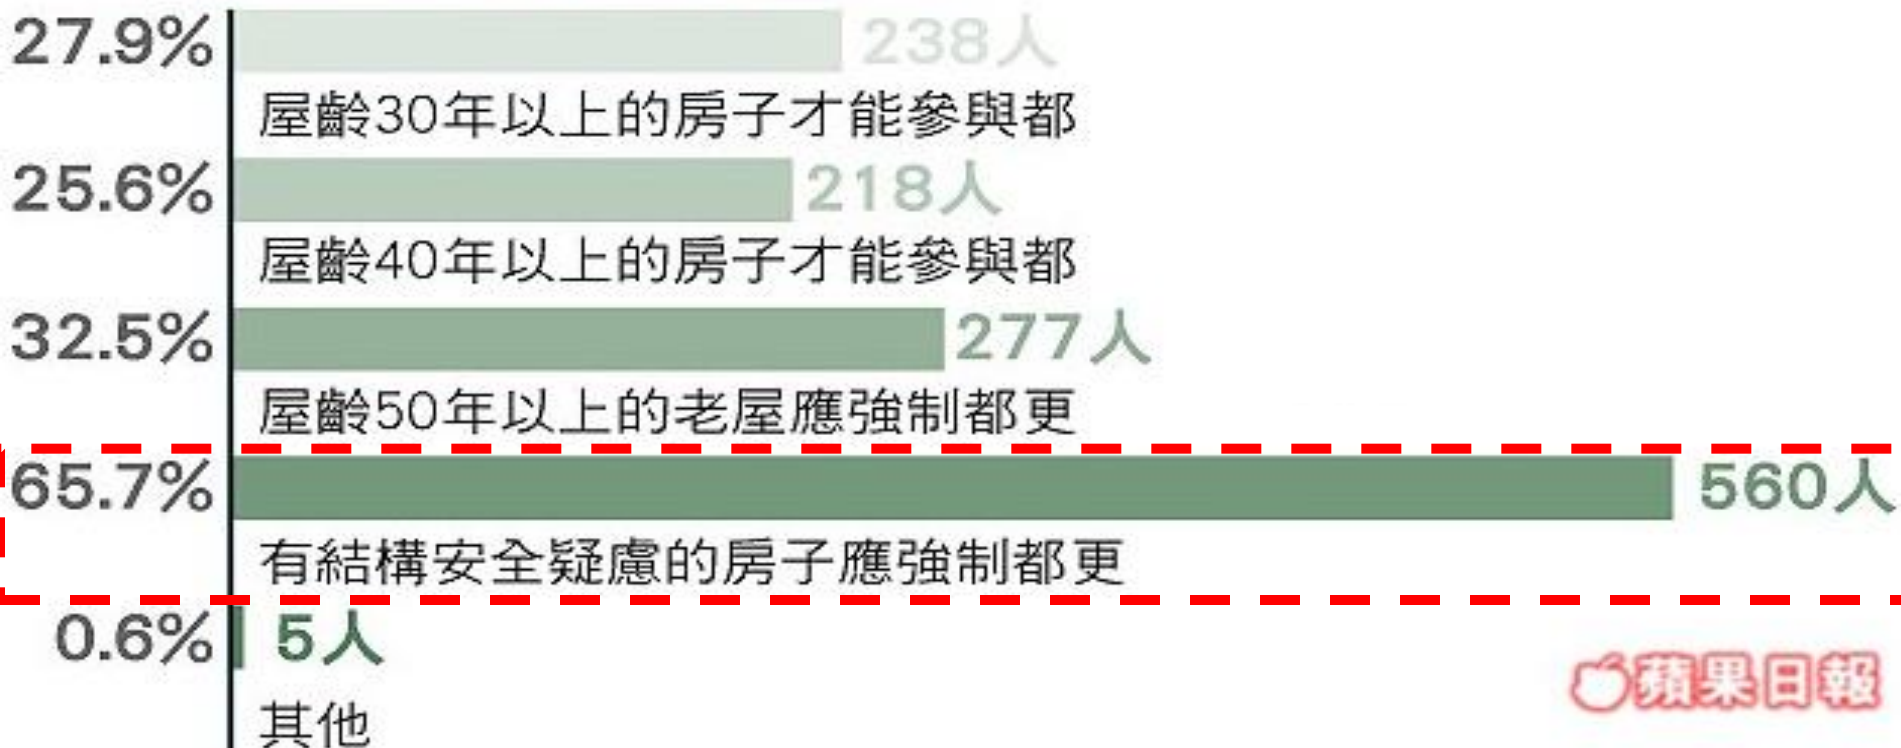 27.9% 238人
屋齡30年以上的房子才能參與都
25.6% 218人
屋齡40年以上的房子才能參與都
32.5% 277人
屋齡50年以上的老屋應強制都更
65.7% 560人
有結構安全疑慮的房子應強制都更
0.6% 5人
其他
蘋果日報